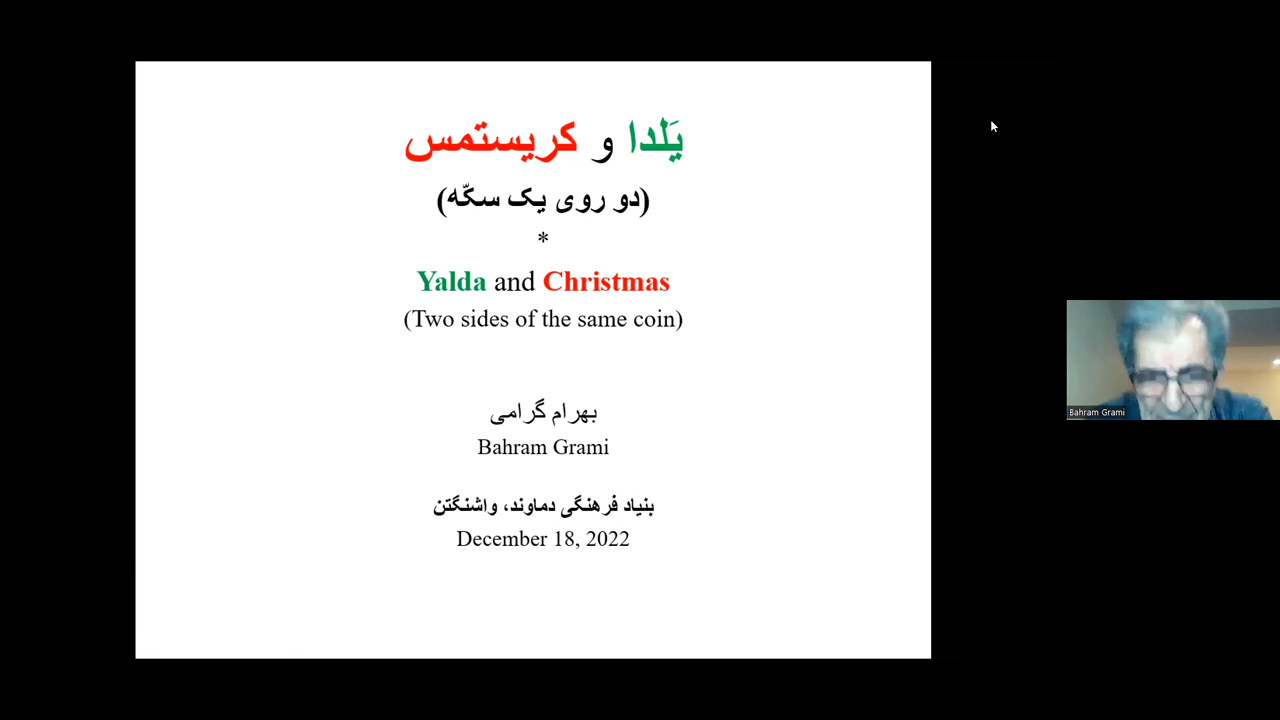 یَلدا و کریستمس
(دو روی یک سکّه)
*
Yalda and Christmas
(Two sides of the same coin)
بهرام گرامی
Bahram Grami
بنیاد فرهنگی دماوند، واشنگتن
December 18, 2022
Bahram Grami